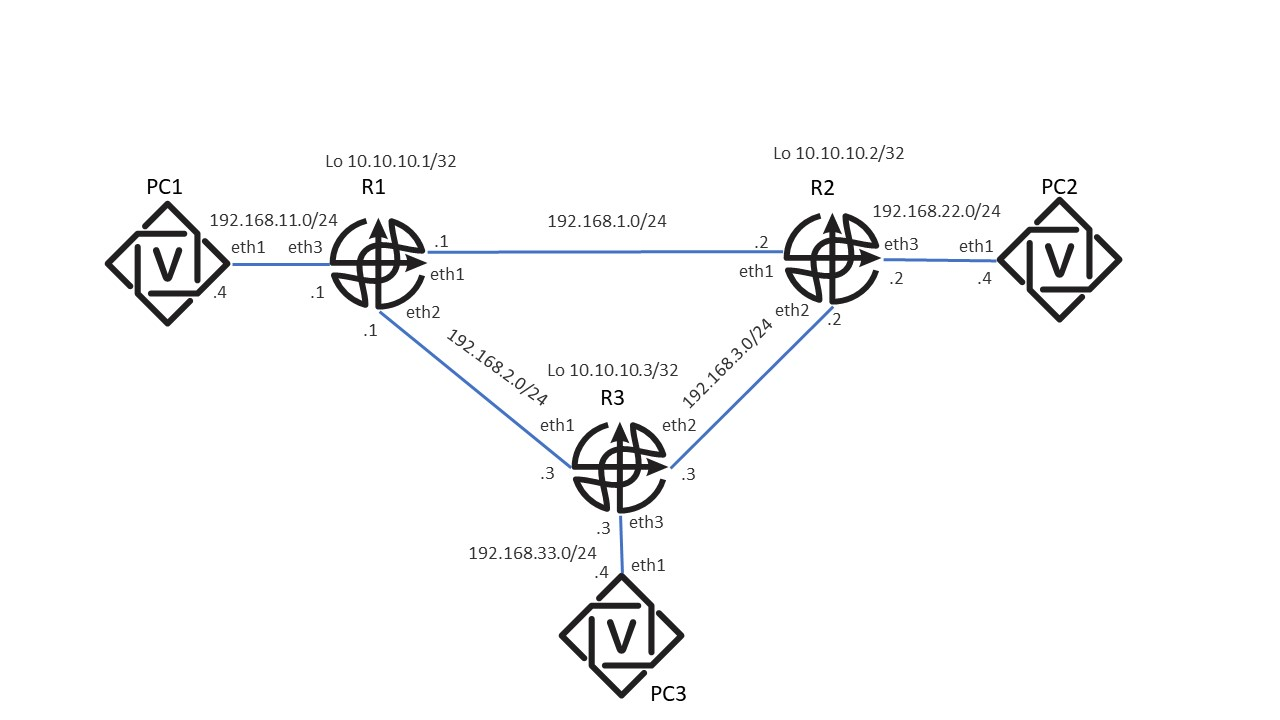 Lo 10.10.10.1/32
Lo 10.10.10.2/32
PC1
R1
R2
PC2
192.168.11.0/24
192.168.1.0/24
192.168.22.0/24
eth1
eth3
.1
.2
eth3
eth1
V
V
.4
.1
eth1
eth1
.2
.4
.1
eth2
eth2
.2
192.168.2.0/24
192.168.3.0/24
Lo 10.10.10.3/32
R3
eth1
eth2
.3
.3
.3
eth3
192.168.33.0/24
.4
eth1
V
PC3